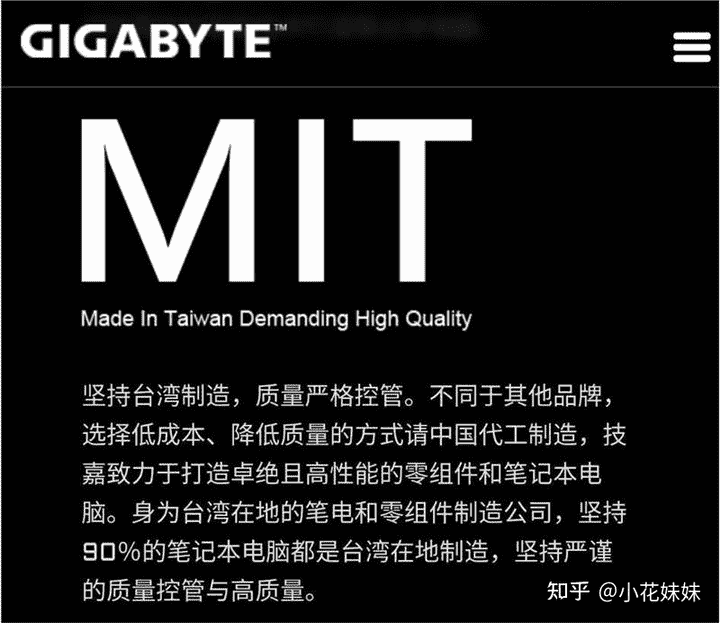 GIGABYTE™
MIT
Made In Taiwan Demanding High Quality
坚持台湾制造，质量严格控管。不同于其他品牌，
选择低成本、降低质量的方式请中国代工制造，技
嘉致力于打造卓绝且高性能的零组件和笔记本电
脑。身为台湾在地的笔电和零组件制造公司，坚持
90%的笔记本电脑都是台湾在地制造，坚持严谨
的质量控管与高质量。
知乎 @小花妹妹